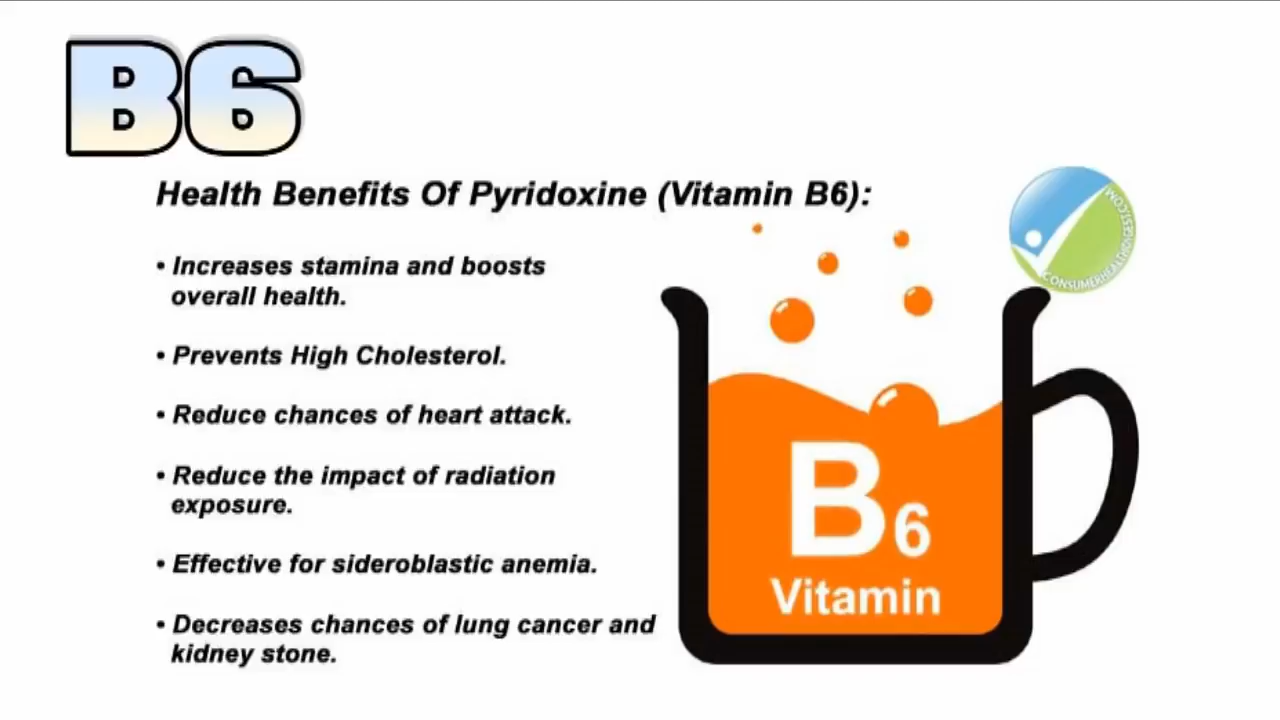 B6
Health Benefits Of Pyridoxine (Vitamin B6):
• Increases stamina and boosts
overall health.
• Prevents High Cholesterol.
• Reduce chances of heart attack.
• Reduce the impact of radiation
exposure.
• Effective for sideroblastic anemia.
• Decreases chances of lung cancer and
kidney stone.
CONSUMERHEALTHDIGEST.COM
B6
Vitamin